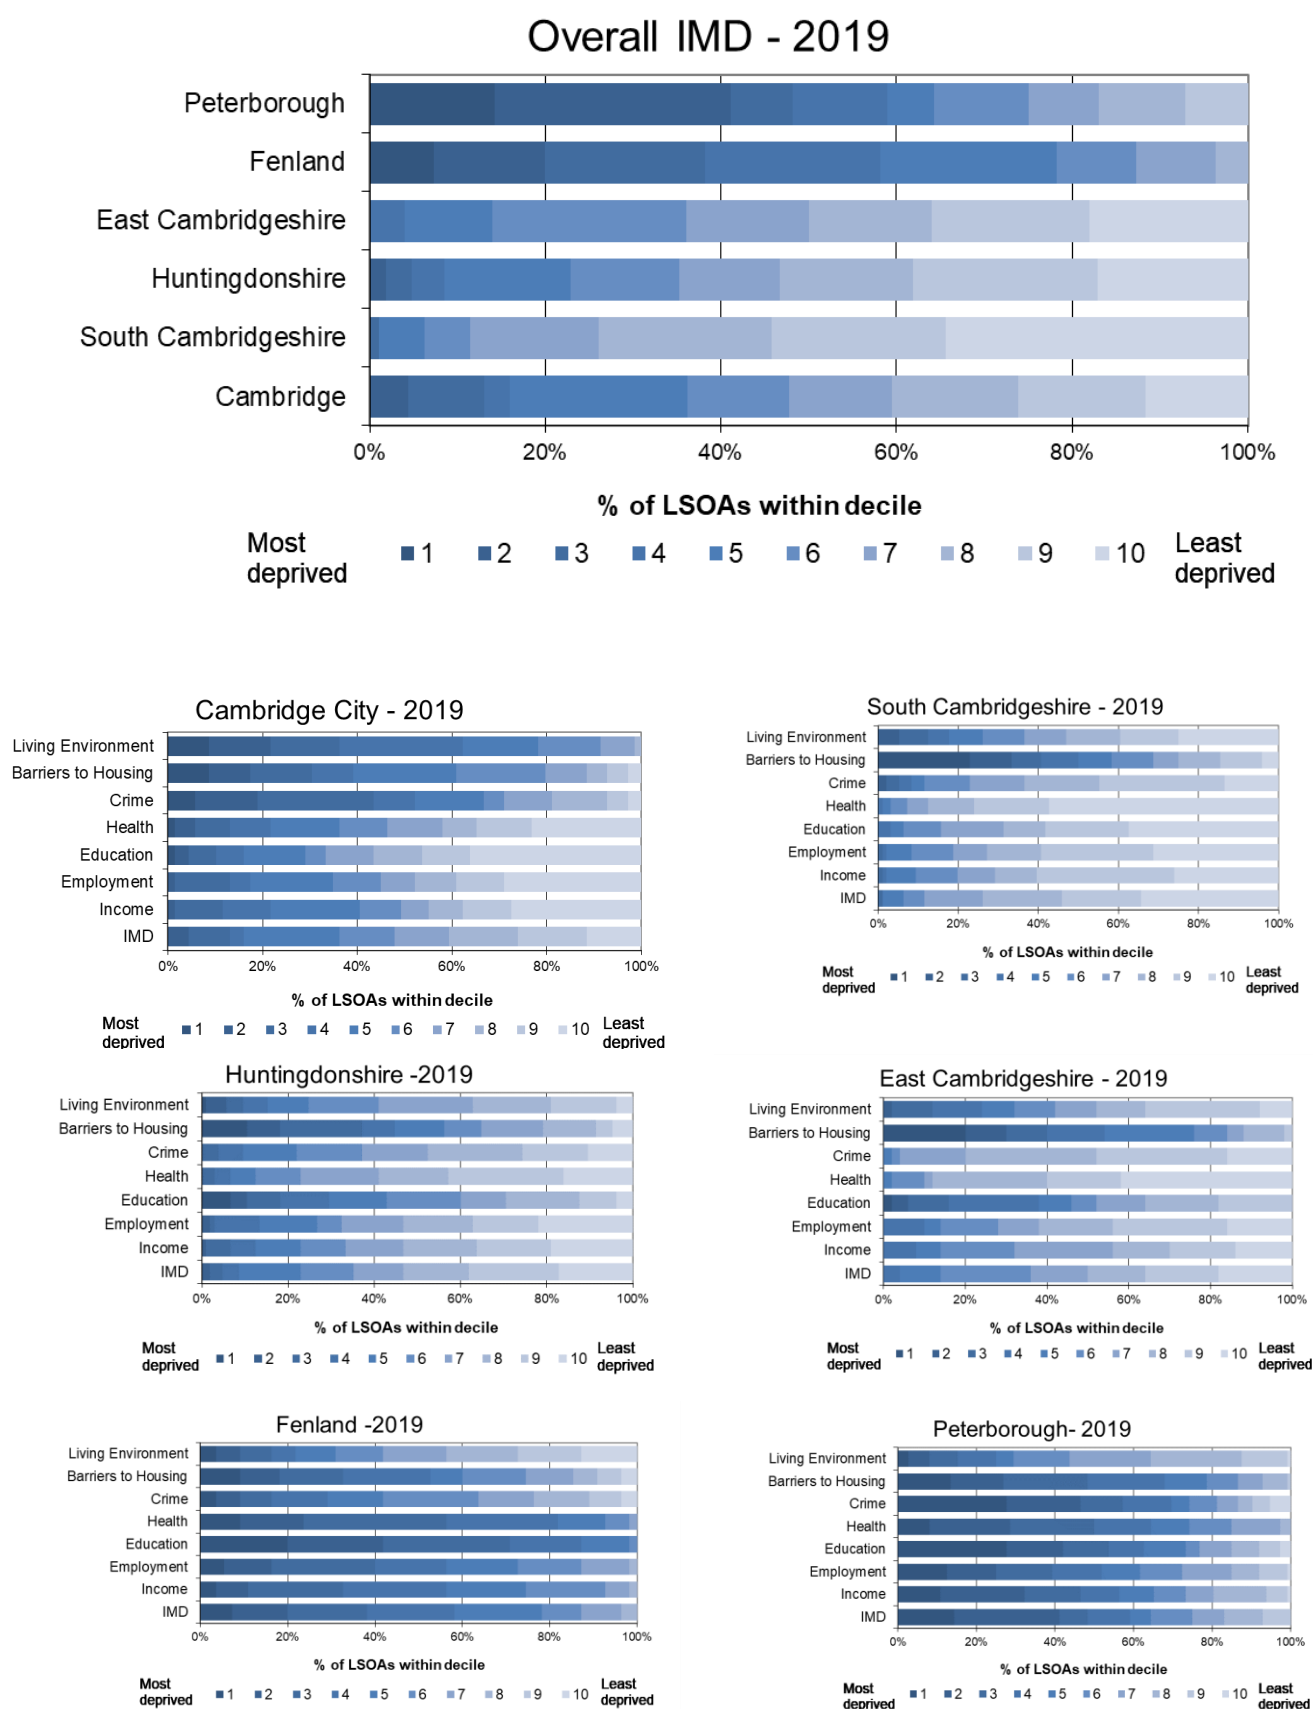 Overall IMD - 2019
Peterborough
Fenland
East Cambridgeshire
Huntingdonshire
South Cambridgeshire
Cambridge
0% 20% 40% 60% 80% 100%
% of LSOAs within decile
Most deprived 1 2 3 4 5 6 7 8 9 10 Least deprived
Cambridge City - 2019
Living Environment
Barriers to Housing
Crime
Health
Education
Employment
Income
IMD
0% 20% 40% 60% 80% 100%
% of LSOAs within decile
Most deprived 1 2 3 4 5 6 7 8 9 10 Least deprived
South Cambridgeshire - 2019
Living Environment
Barriers to Housing
Crime
Health
Education
Employment
Income
IMD
0% 20% 40% 60% 80% 100%
% of LSOAs within decile
Most deprived 1 2 3 4 5 6 7 8 9 10 Least deprived
Huntingdonshire -2019
Living Environment
Barriers to Housing
Crime
Health
Education
Employment
Income
IMD
0% 20% 40% 60% 80% 100%
% of LSOAs within decile
Most deprived 1 2 3 4 5 6 7 8 9 10 Least deprived
East Cambridgeshire - 2019
Living Environment
Barriers to Housing
Crime
Health
Education
Employment
Income
IMD
0% 20% 40% 60% 80% 100%
% of LSOAs within decile
Most deprived 1 2 3 4 5 6 7 8 9 10 Least deprived
Fenland -2019
Living Environment
Barriers to Housing
Crime
Health
Education
Employment
Income
IMD
0% 20% 40% 60% 80% 100%
% of LSOAs within decile
Most deprived 1 2 3 4 5 6 7 8 9 10 Least deprived
Peterborough- 2019
Living Environment
Barriers to Housing
Crime
Health
Education
Employment
Income
IMD
0% 20% 40% 60% 80% 100%
% of LSOAs within decile
Most deprived 1 2 3 4 5 6 7 8 9 10 Least deprived